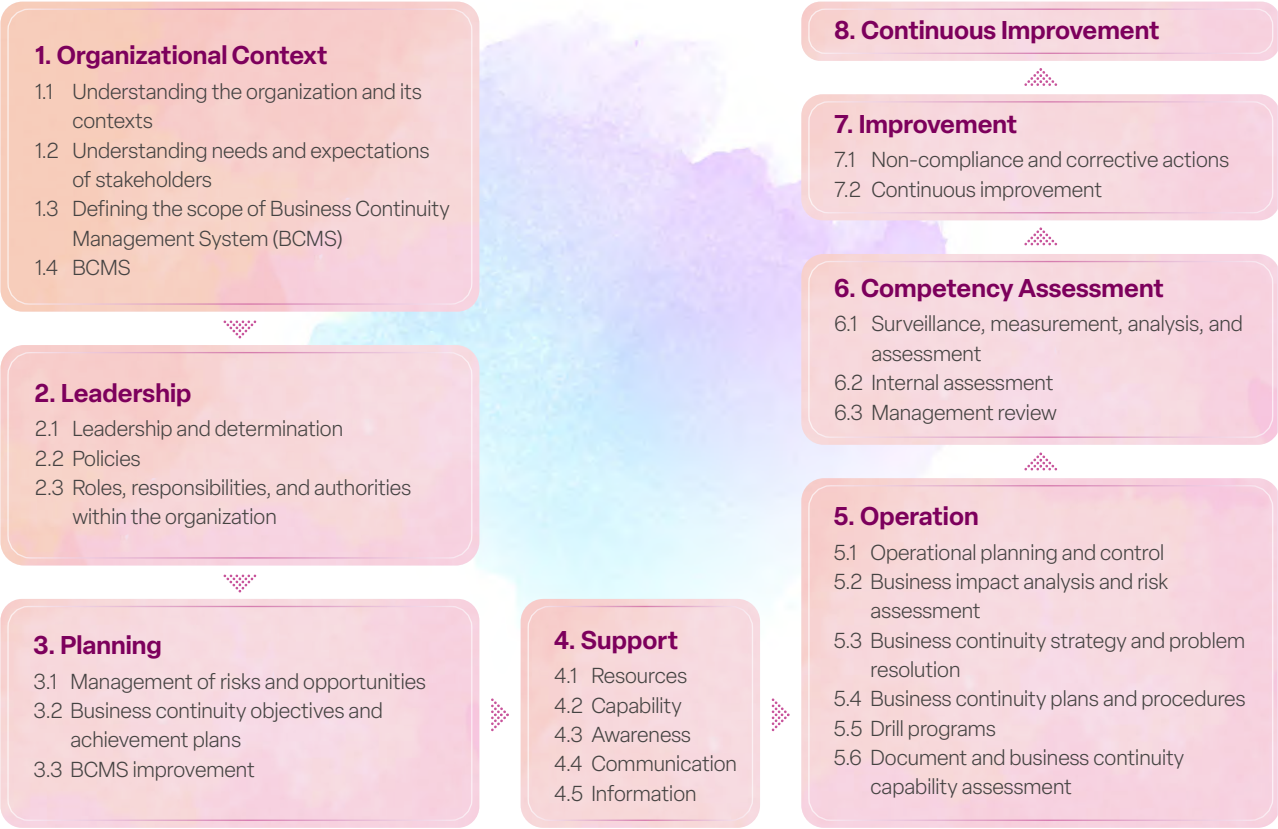 1. Organizational Context
1.1 Understanding the organization and its
contexts
1.2 Understanding needs and expectations
of stakeholders
1.3 Defining the scope of Business Continuity
Management System (BCMS)
1.4 BCMS
2. Leadership
2.1 Leadership and determination
2.2 Policies
2.3 Roles, responsibilities, and authorities
within the organization
3. Planning
3.1 Management of risks and opportunities
3.2 Business continuity objectives and
achievement plans
3.3 BCMS improvement
4. Support
4.1 Resources
4.2 Capability
4.3 Awareness
4.4 Communication
4.5 Information
5. Operation
5.1 Operational planning and control
5.2 Business impact analysis and risk
assessment
5.3 Business continuity strategy and problem
resolution
5.4 Business continuity plans and procedures
5.5 Drill programs
5.6 Document and business continuity
capability assessment
6. Competency Assessment
6.1 Surveillance, measurement, analysis, and
assessment
6.2 Internal assessment
6.3 Management review
7. Improvement
7.1 Non-compliance and corrective actions
7.2 Continuous improvement
8. Continuous Improvement